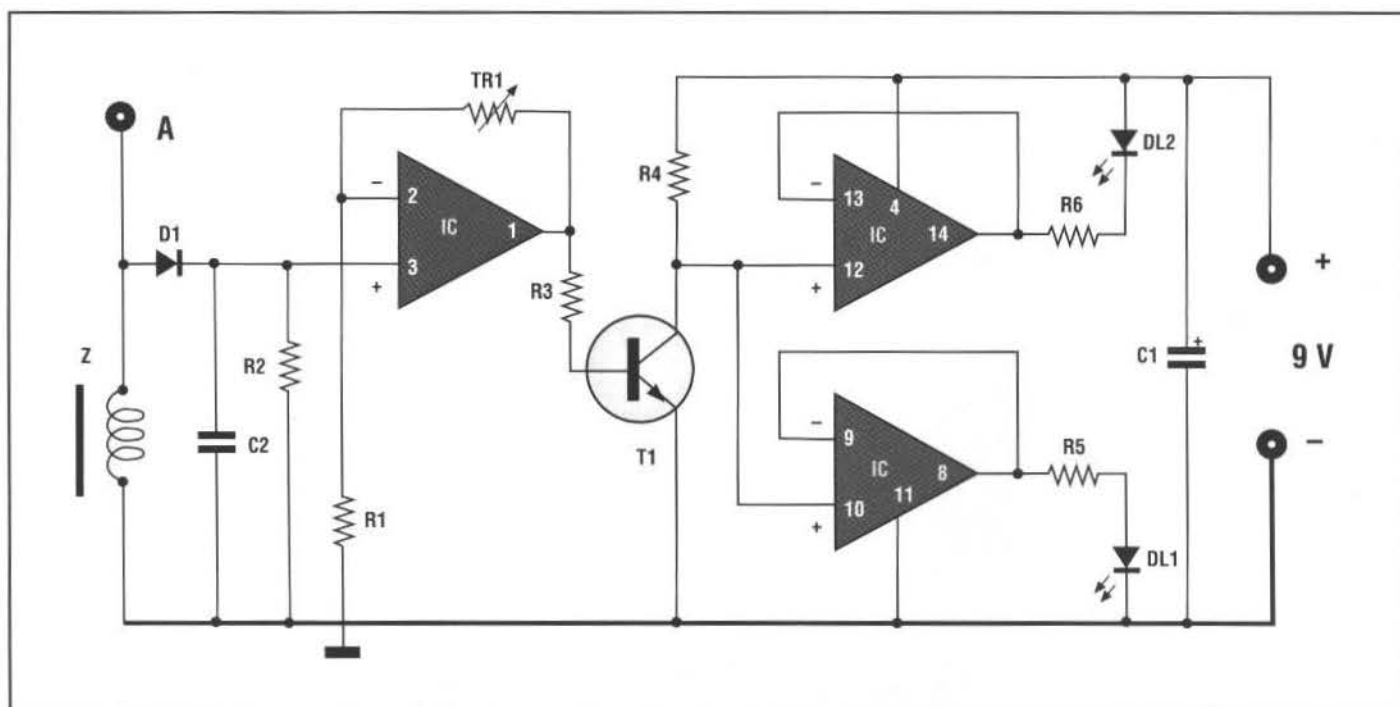 A
D1
Z
C2
R2
R1
TR1
−
2
IC
1
3
+
R3
T1
R4
−
13
4
IC
14
12
+
R6
DL2
−
9
IC
8
11
10
+
R5
DL1
C1
+
+
9 V
−